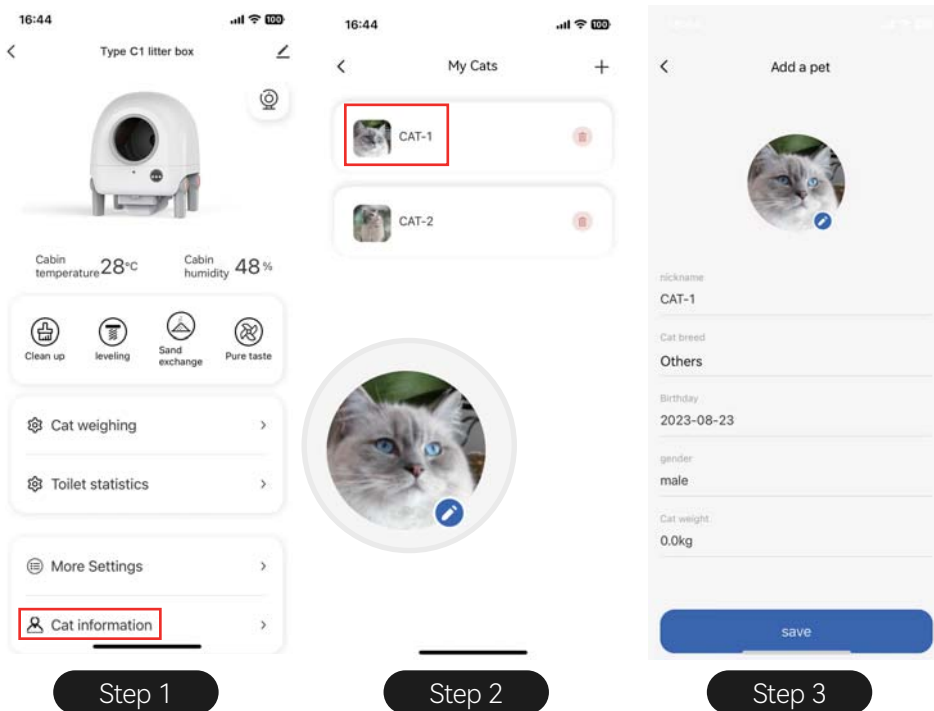 16:44
100
Type C1 litter box
Cabin
temperature 28°C
Cabin
humidity 48 %
Clean up
leveling
Sand
exchange
Pure taste
Cat weighing
Toilet statistics
More Settings
Cat information
Step 1
16:44
100
My Cats
CAT-1
CAT-2
Step 2
Add a pet
nickname
CAT-1
Cat breed
Others
Birthday
2023-08-23
gender
male
Cat weight
0.0kg
save
Step 3